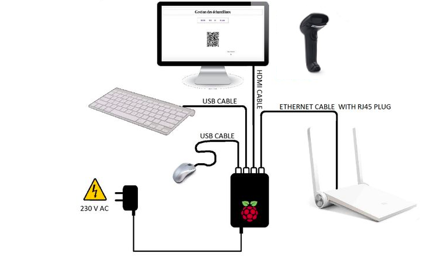 HDMI CABLE
USB CABLE
ETHERNET CABLE WITH RJ45 PLUG
USB CABLE
230 V AC